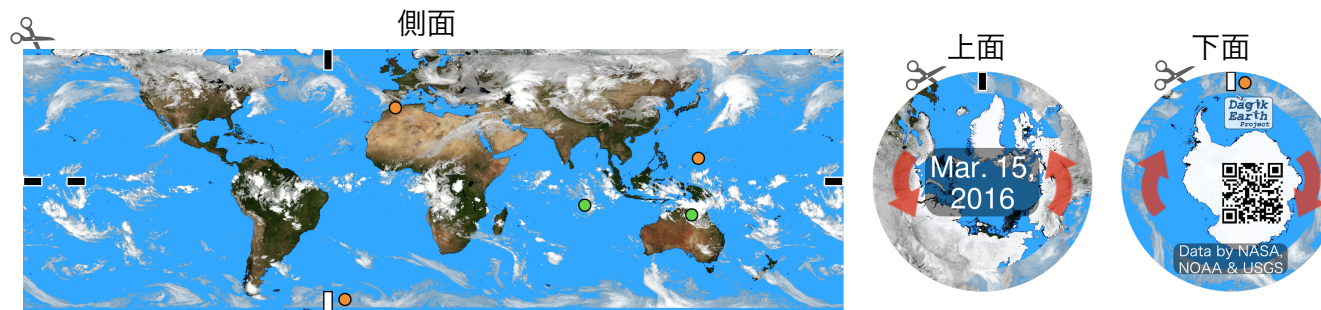 側面
上面
下面
Mar. 15,
2016
Dagik
Earth
Project
Data by NASA,
NOAA & USGS